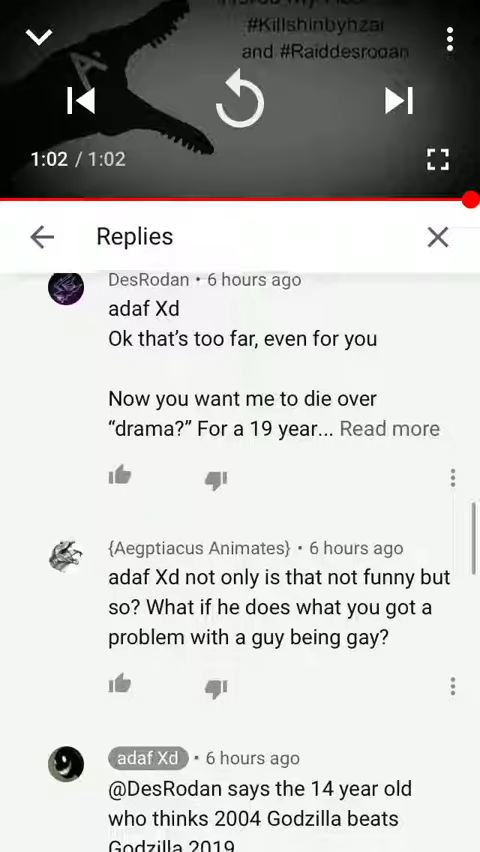 #Killshinbyhzai
and #Raiddesrodan
A
1:02 / 1:02
Replies
DesRodan • 6 hours ago
adaf Xd
Ok that’s too far, even for you
Now you want me to die over
“drama?” For a 19 year... Read more
{Aegptiacus Animates} • 6 hours ago
adaf Xd not only is that not funny but
so? What if he does what you got a
problem with a guy being gay?
adaf Xd • 6 hours ago
@DesRodan says the 14 year old
who thinks 2004 Godzilla beats
Godzilla 2019